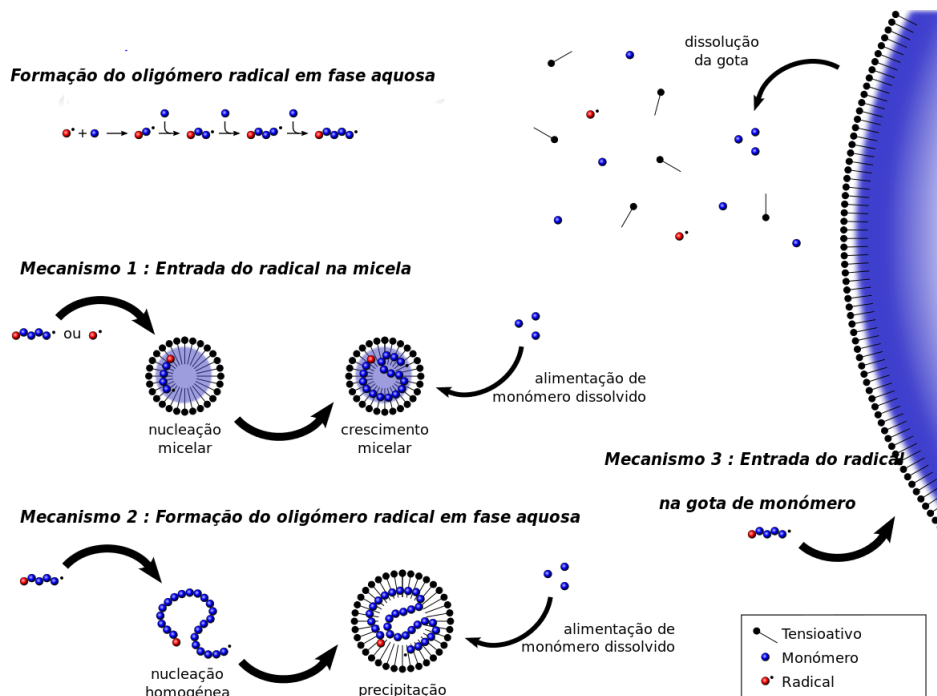 Formação do oligómero radical em fase aquosa
dissolução
da gota
Mecanismo 1 : Entrada do radical na micela
ou
nucleação
micelar
crescimento
micelar
alimentação de
monómero dissolvido
Mecanismo 3 : Entrada do radical
na gota de monómero
Mecanismo 2 : Formação do oligómero radical em fase aquosa
nucleação
homogénea
precipitação
alimentação de
monómero dissolvido
Tensioativo
Monómero
Radical